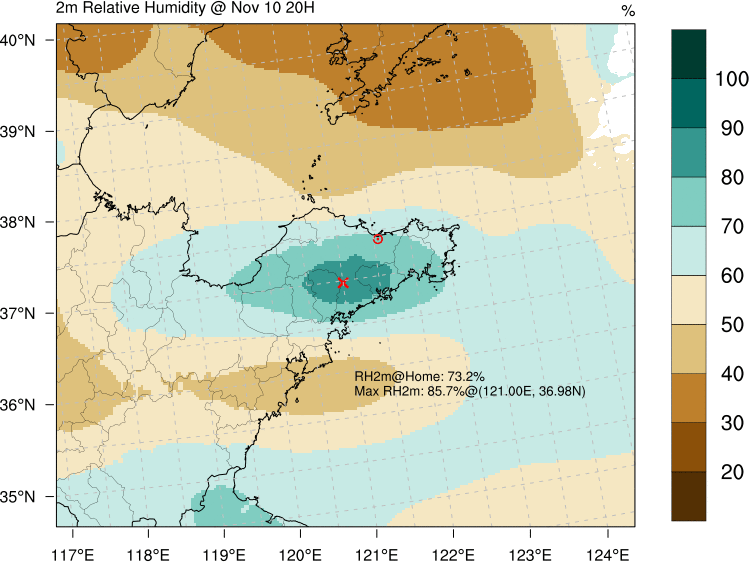 2m Relative Humidity @ Nov 10 20H
%
40°N
39°N
38°N
37°N
36°N
35°N
117°E 118°E 119°E 120°E 121°E 122°E 123°E 124°E
RH2m@Home: 73.2%
Max RH2m: 85.7%@(121.00E, 36.98N)
100
90
80
70
60
50
40
30
20